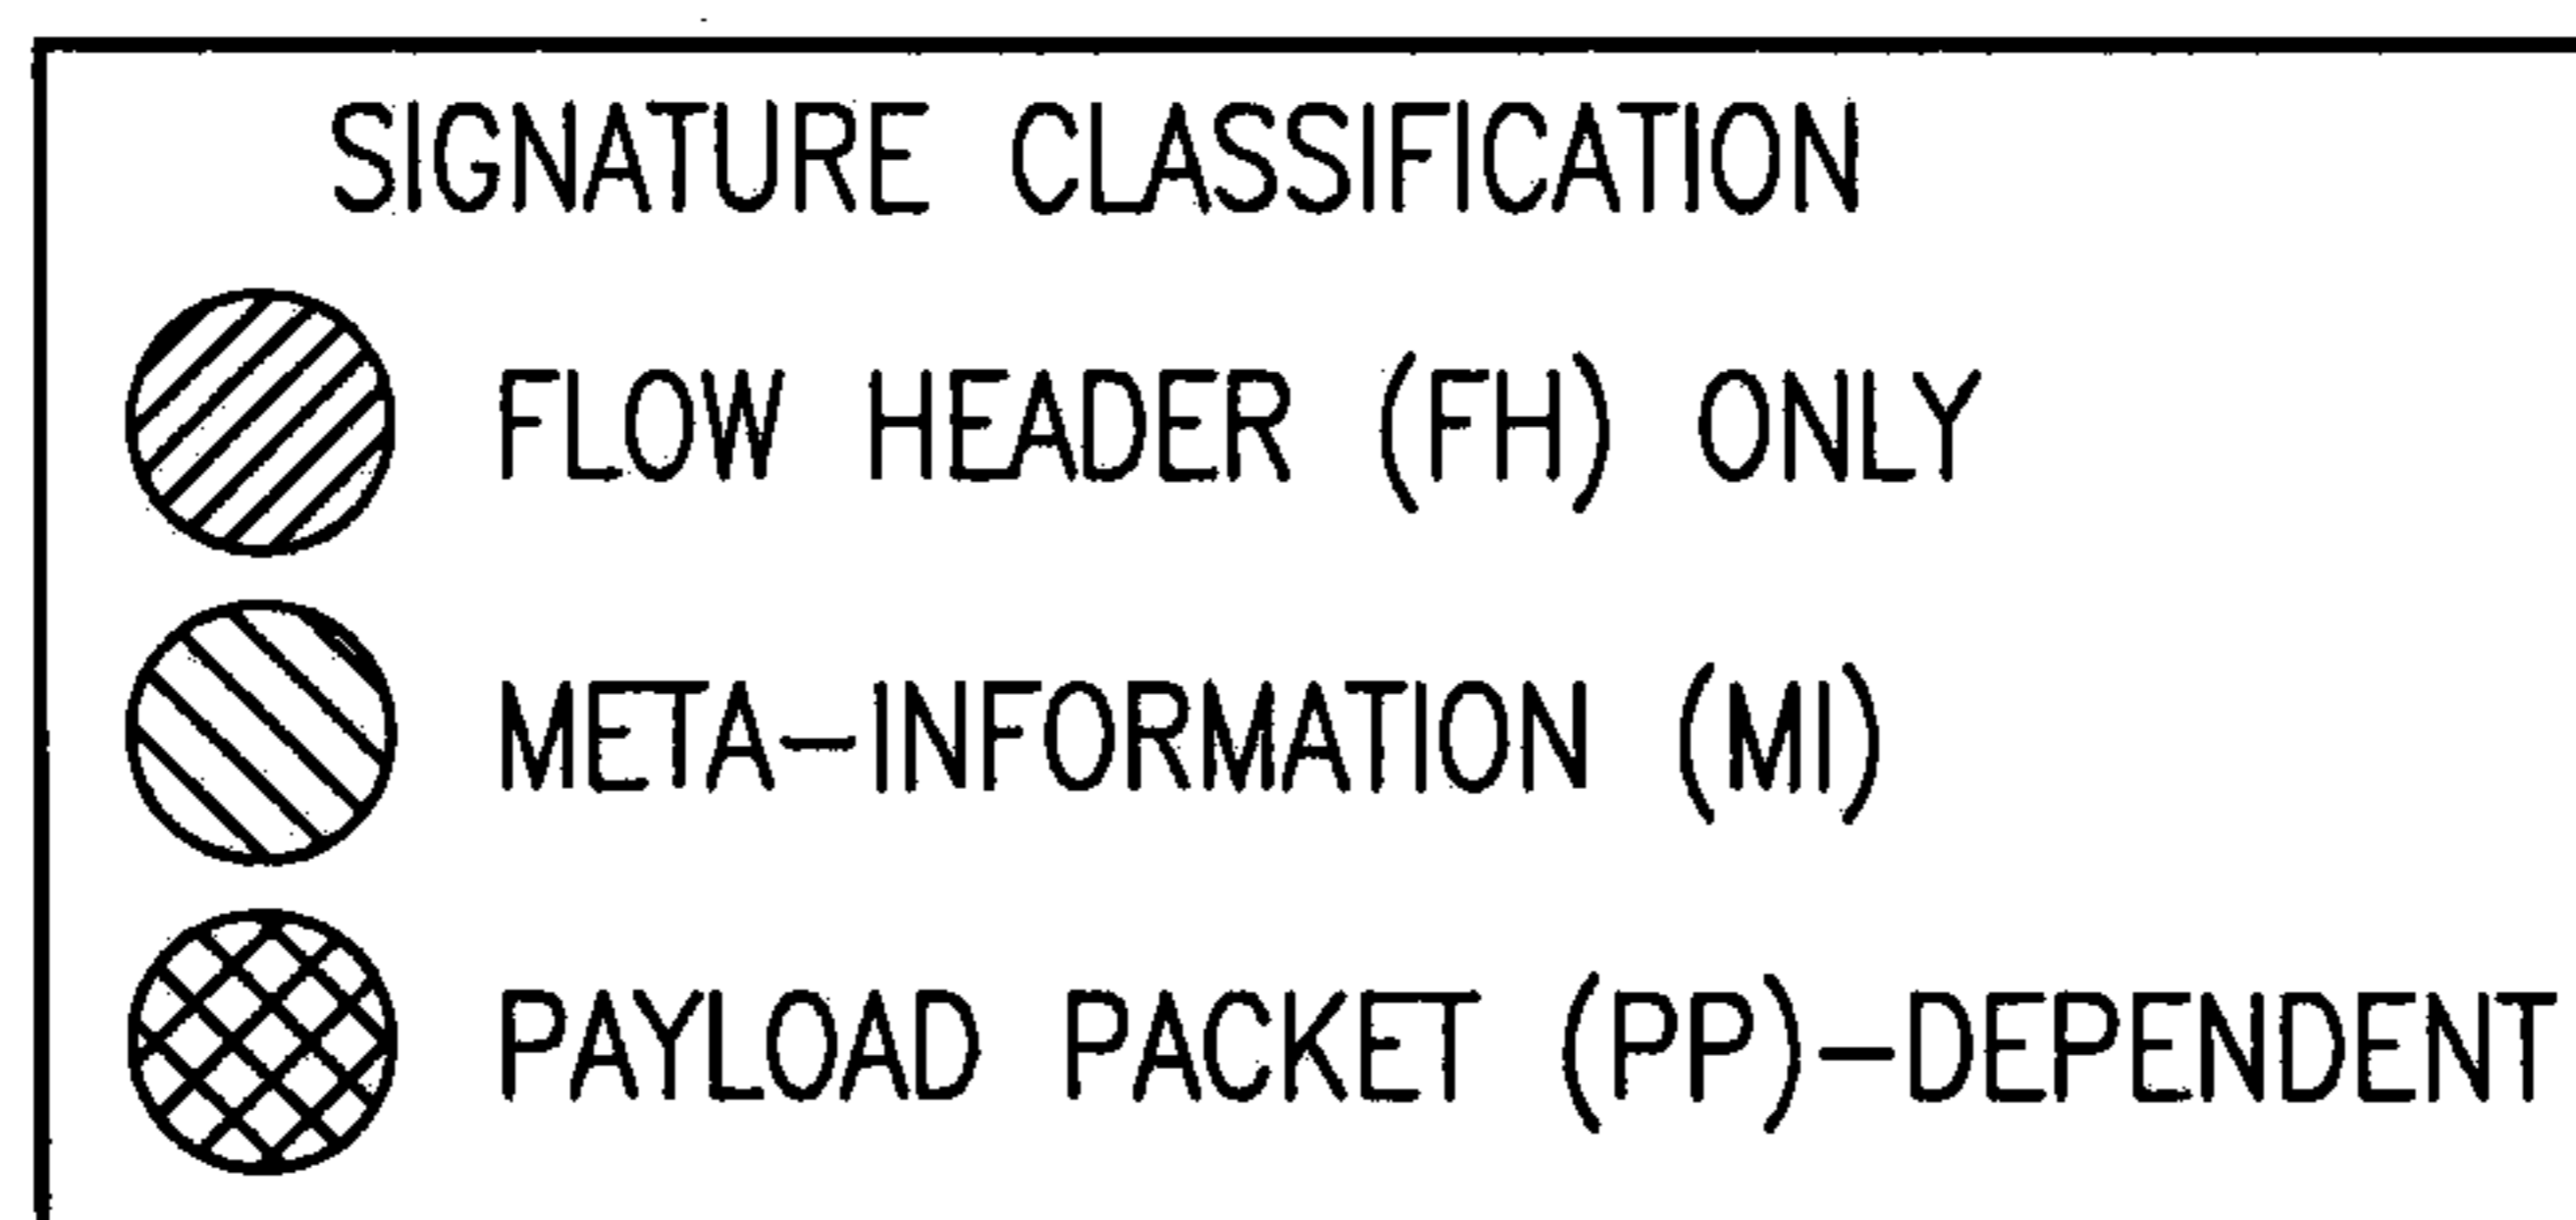 SIGNATURE CLASSIFICATION
FLOW HEADER (FH) ONLY
META-INFORMATION (MI)
PAYLOAD PACKET (PP)-DEPENDENT